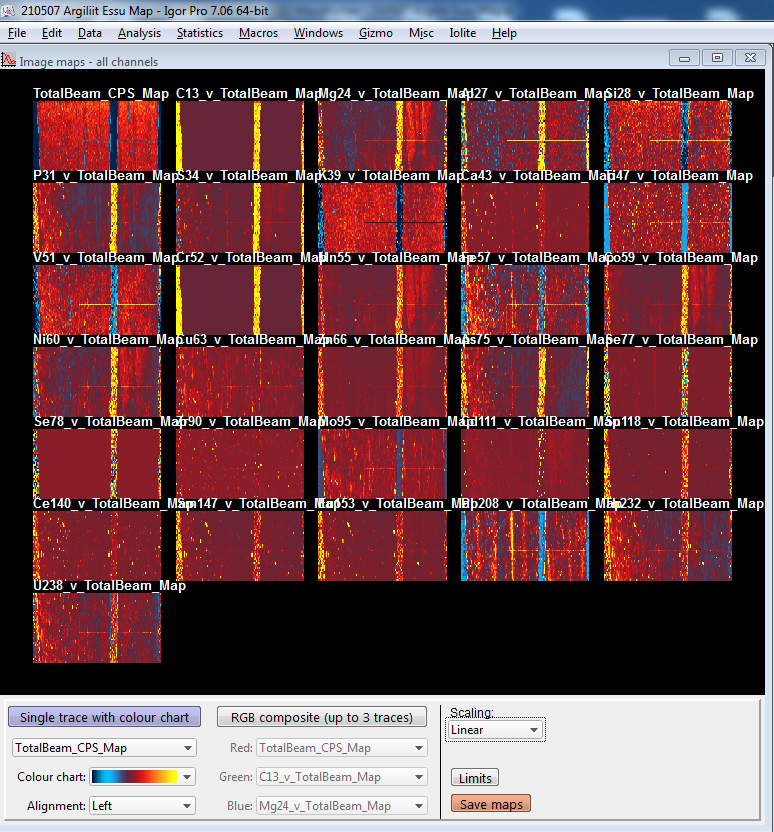 210507 Argiliit Essu Map - Igor Pro 7.06 64-bit
File Edit Data Analysis Statistics Macros Windows Gizmo Misc Iolite Help
Image maps - all channels
TotalBeam_CPS_Map C13_v_TotalBeam_Map Mg24_v_TotalBeam_Map Al27_v_TotalBeam_Map Si28_v_TotalBeam_Map
P31_v_TotalBeam_Map S34_v_TotalBeam_Map K39_v_TotalBeam_Map Ca43_v_TotalBeam_Map Ti47_v_TotalBeam_Map
V51_v_TotalBeam_Map Cr52_v_TotalBeam_Map Mn55_v_TotalBeam_Map Fe57_v_TotalBeam_Map Co59_v_TotalBeam_Map
Ni60_v_TotalBeam_Map Cu63_v_TotalBeam_Map Zn66_v_TotalBeam_Map As75_v_TotalBeam_Map Se77_v_TotalBeam_Map
Se78_v_TotalBeam_Map Zr90_v_TotalBeam_Map Mo95_v_TotalBeam_Map Cd111_v_TotalBeam_Map Sn118_v_TotalBeam_Map
Ce140_v_TotalBeam_Map Sm147_v_TotalBeam_Map Eu153_v_TotalBeam_Map Pb208_v_TotalBeam_Map Th232_v_TotalBeam_Map
U238_v_TotalBeam_Map
Single trace with colour chart RGB composite (up to 3 traces) Scaling:
Linear
TotalBeam_CPS_Map Red: TotalBeam_CPS_Map
Colour chart: Green: C13_v_TotalBeam_Map Limits
Alignment: Left Blue: Mg24_v_TotalBeam_Map Save maps